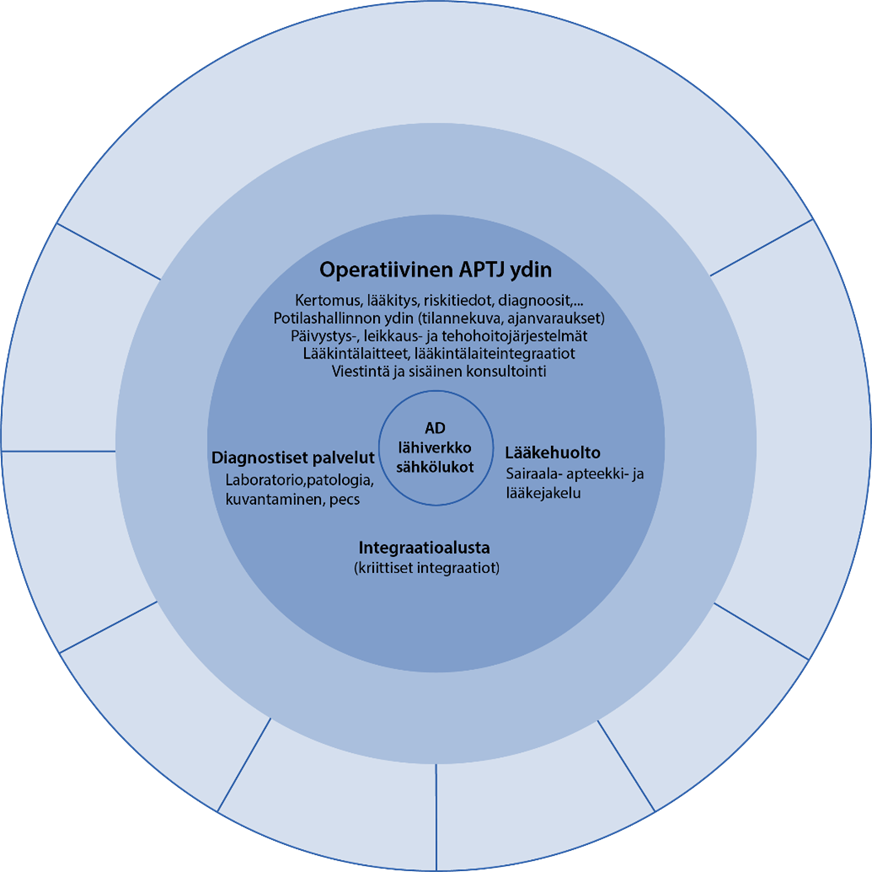 Operatiivinen APTJ ydin
Kertomus, lääkitys, riskitiedot, diagnoosit,...
Potilashallinnon ydin (tilannekuva, ajanvaraukset)
Päivystys-, leikkaus- ja tehohoitojärjestelmät
Lääkintälaitteet, lääkintälaiteintegraatiot
Viestintä ja sisäinen konsultointi
AD
lähiverkko
sähkölukot
Diagnostiset palvelut
Laboratorio,patologia,
kuvantaminen, pecs
Lääkehuolto
Sairaala- apteekki- ja
lääkejakelu
Integraatioalusta
(kriittiset integraatiot)